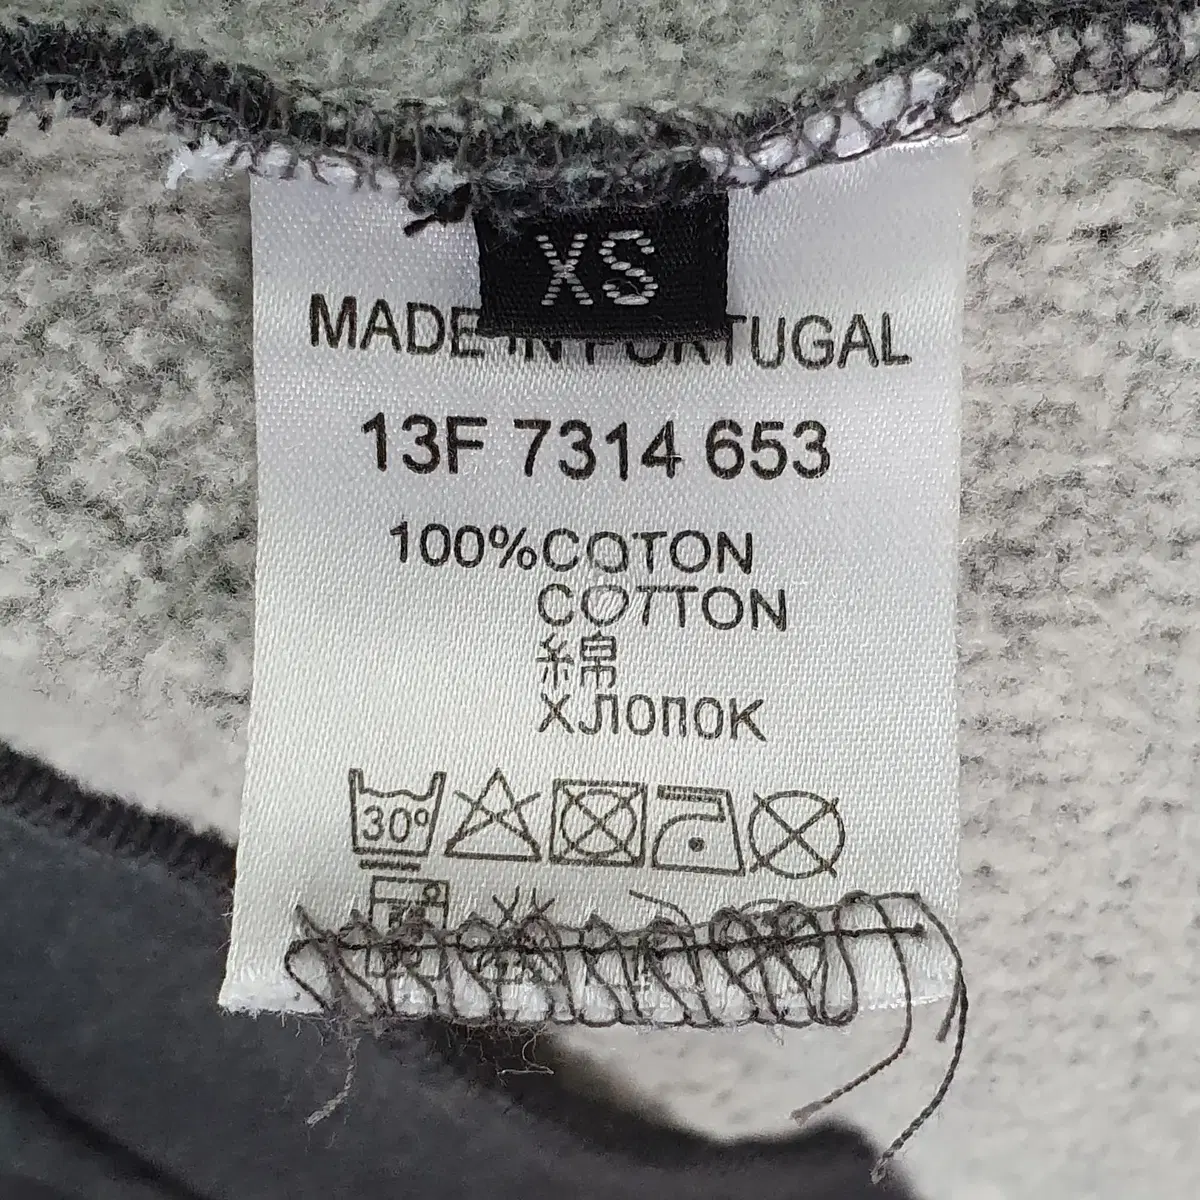 XS
MADE IN PORTUGAL
13F 7314 653
100%COTON
COTTON
綿
хлопок
30°